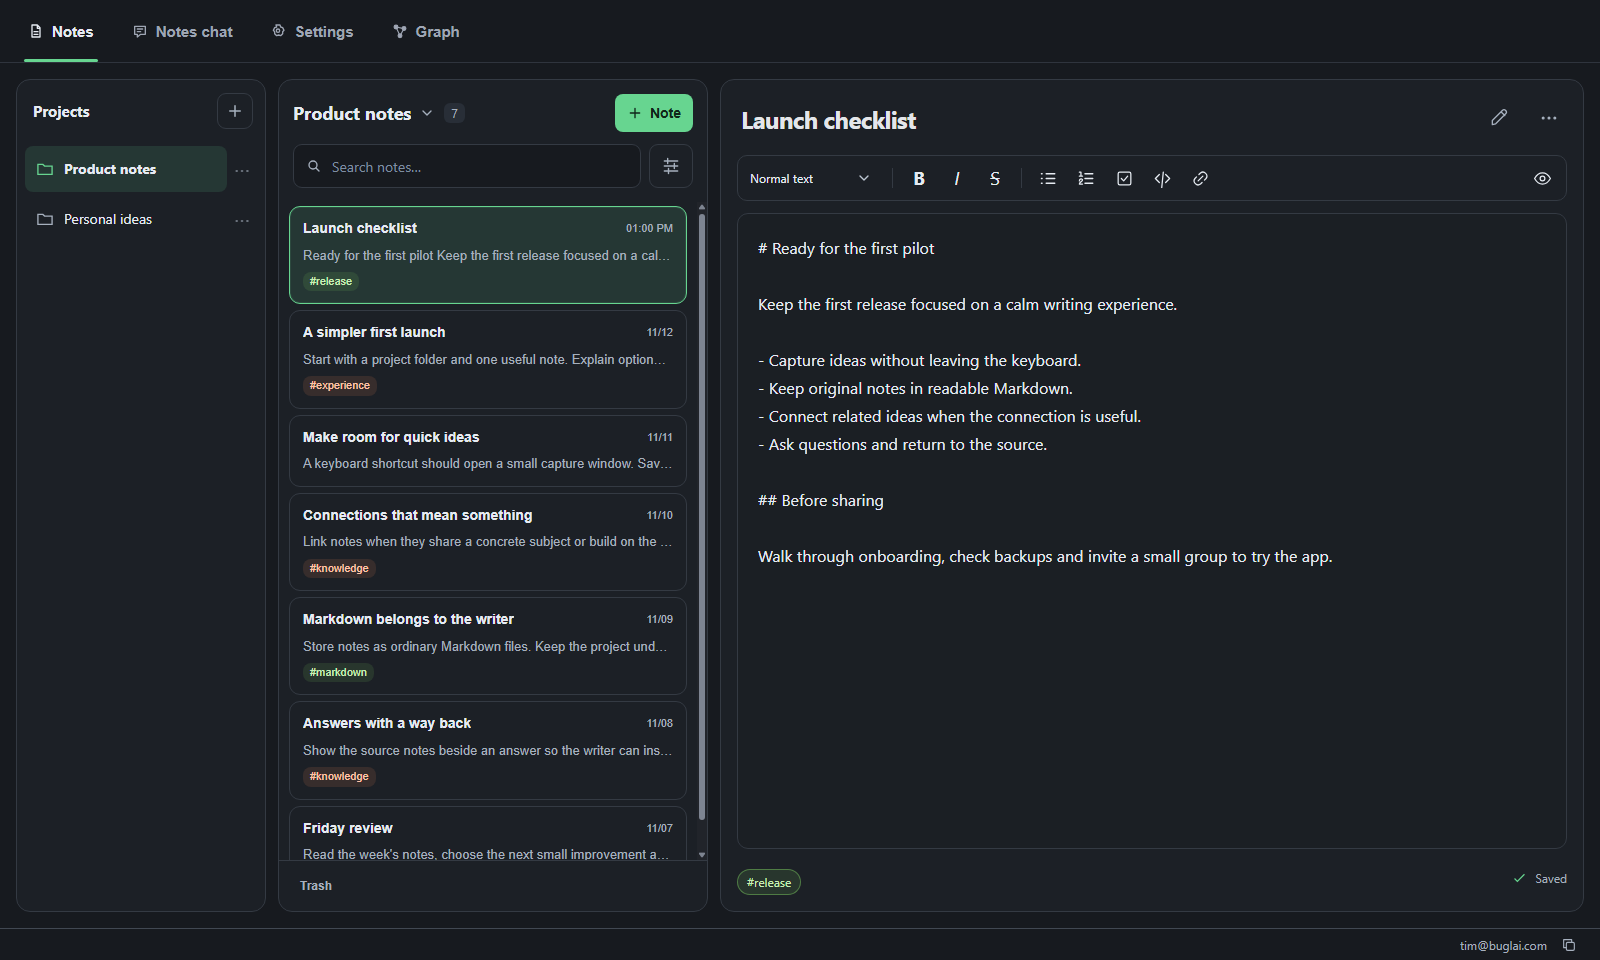 Notes
Notes chat
Settings
Graph
Projects
Product notes
Personal ideas
Product notes
7
+ Note
Search notes...
Launch checklist
01:00 PM
Ready for the first pilot Keep the first release focused on a cal...
#release
A simpler first launch
11/12
Start with a project folder and one useful note. Explain option...
#experience
Make room for quick ideas
11/11
A keyboard shortcut should open a small capture window. Sav...
Connections that mean something
11/10
Link notes when they share a concrete subject or build on the ...
#knowledge
Markdown belongs to the writer
11/09
Store notes as ordinary Markdown files. Keep the project und...
#markdown
Answers with a way back
11/08
Show the source notes beside an answer so the writer can ins...
#knowledge
Friday review
11/07
Read the week's notes, choose the next small improvement a...
Trash
Launch checklist
Normal text
B
I
S
# Ready for the first pilot
Keep the first release focused on a calm writing experience.
- Capture ideas without leaving the keyboard.
- Keep original notes in readable Markdown.
- Connect related ideas when the connection is useful.
- Ask questions and return to the source.
## Before sharing
Walk through onboarding, check backups and invite a small group to try the app.
#release
Saved
tim@buglai.com